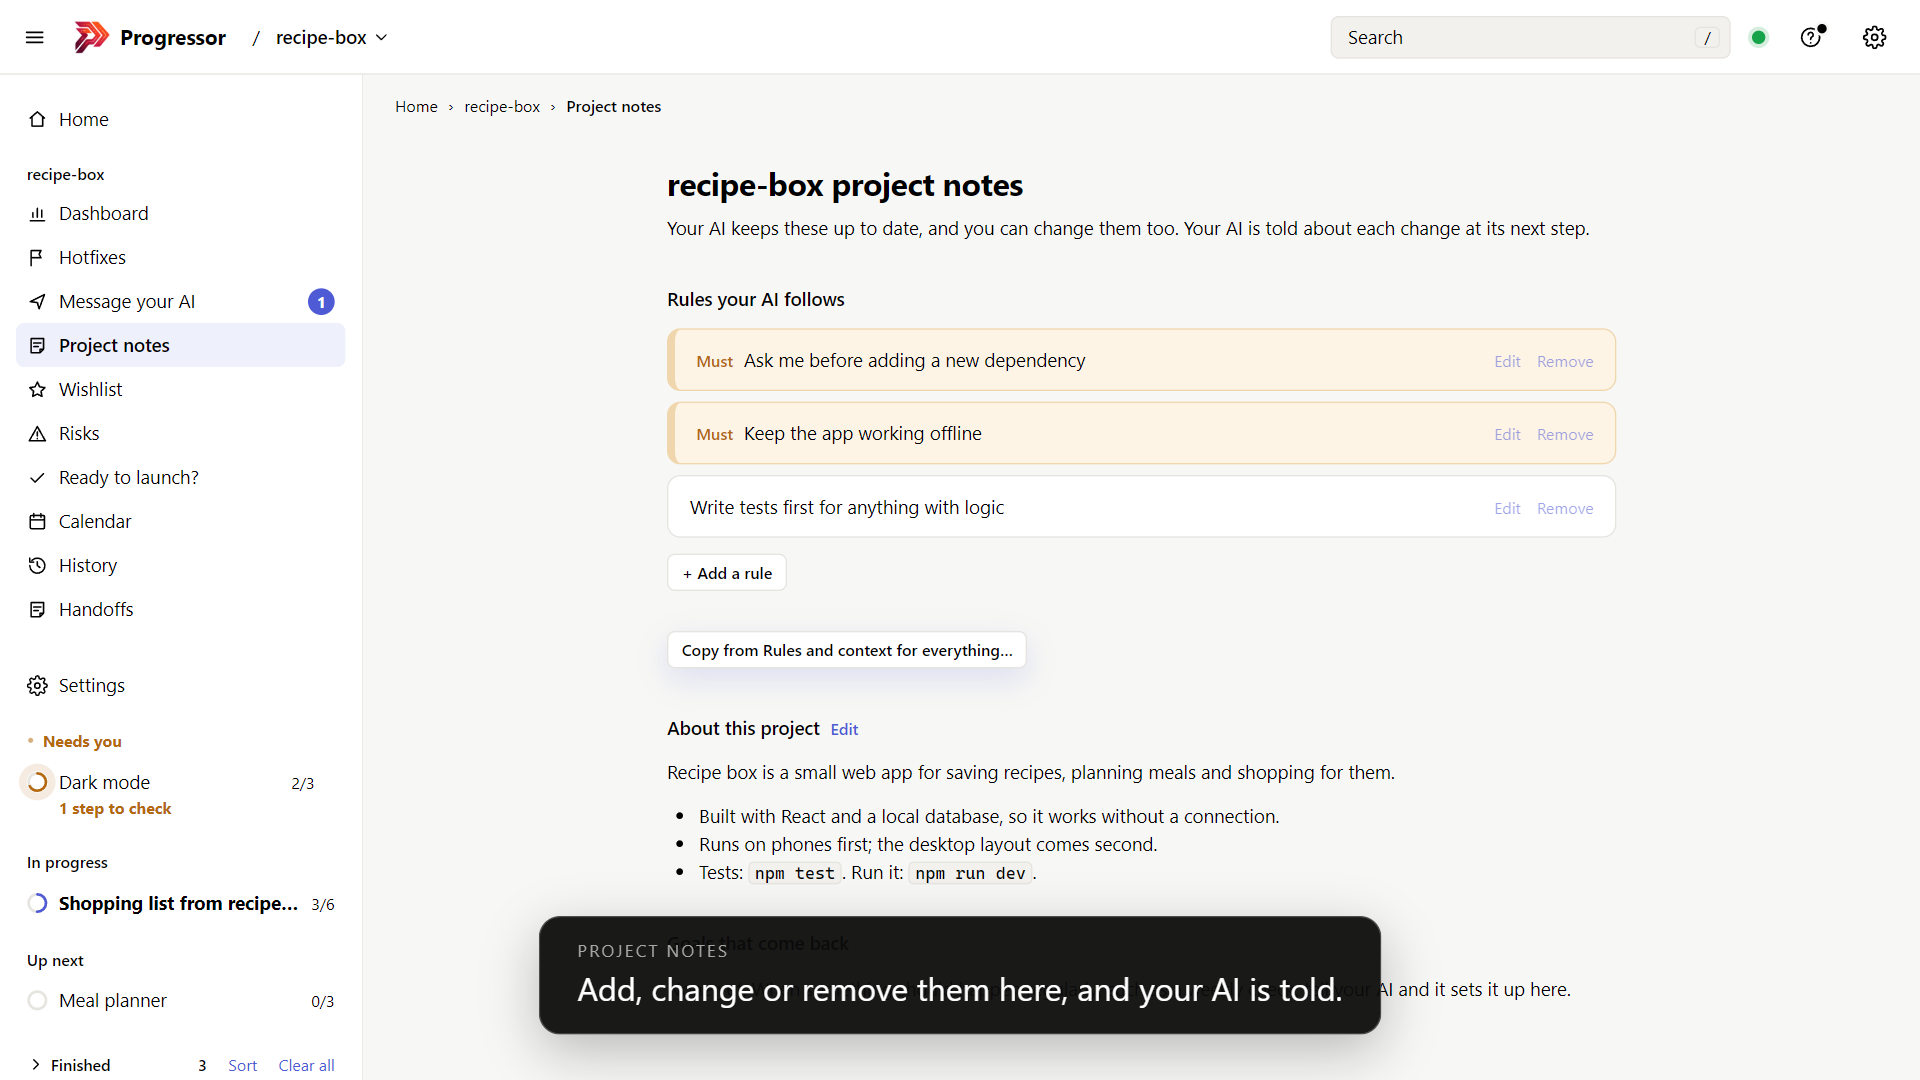 Progressor / recipe-box
Search /
Home
recipe-box
Dashboard
Hotfixes
Message your AI 1
Project notes
Wishlist
Risks
Ready to launch?
Calendar
History
Handoffs
Settings
Needs you
Dark mode 2/3
1 step to check
In progress
Shopping list from recipe... 3/6
Up next
Meal planner 0/3
Finished 3 Sort Clear all
Home › recipe-box › Project notes
recipe-box project notes
Your AI keeps these up to date, and you can change them too. Your AI is told about each change at its next step.
Rules your AI follows
Must Ask me before adding a new dependency Edit Remove
Must Keep the app working offline Edit Remove
Write tests first for anything with logic Edit Remove
+ Add a rule
Copy from Rules and context for everything...
About this project Edit
Recipe box is a small web app for saving recipes, planning meals and shopping for them.
• Built with React and a local database, so it works without a connection.
• Runs on phones first; the desktop layout comes second.
• Tests: npm test. Run it: npm run dev.
Goals that come back
AI and it sets it up here.
PROJECT NOTES
Add, change or remove them here, and your AI is told.